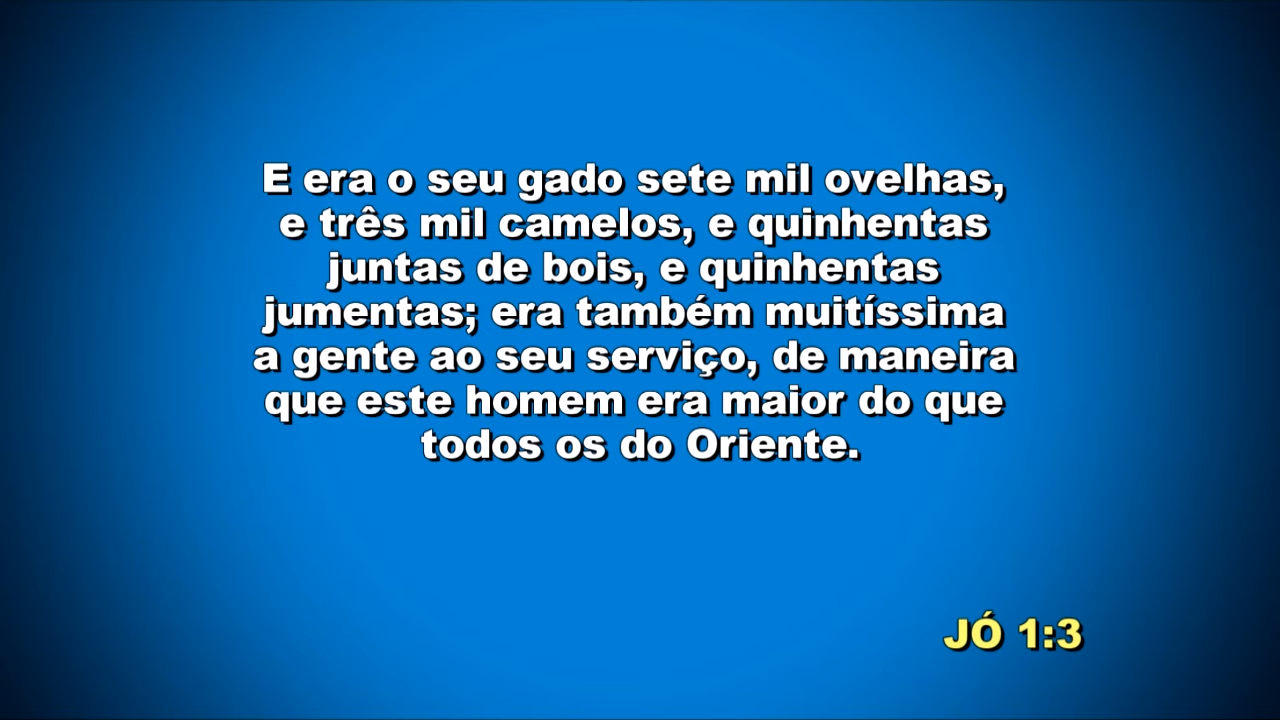 E era o seu gado sete mil ovelhas,
e três mil camelos, e quinhentas
juntas de bois, e quinhentas
jumentas; era também muitíssima
a gente ao seu serviço, de maneira
que este homem era maior do que
todos os do Oriente.
JÓ 1:3